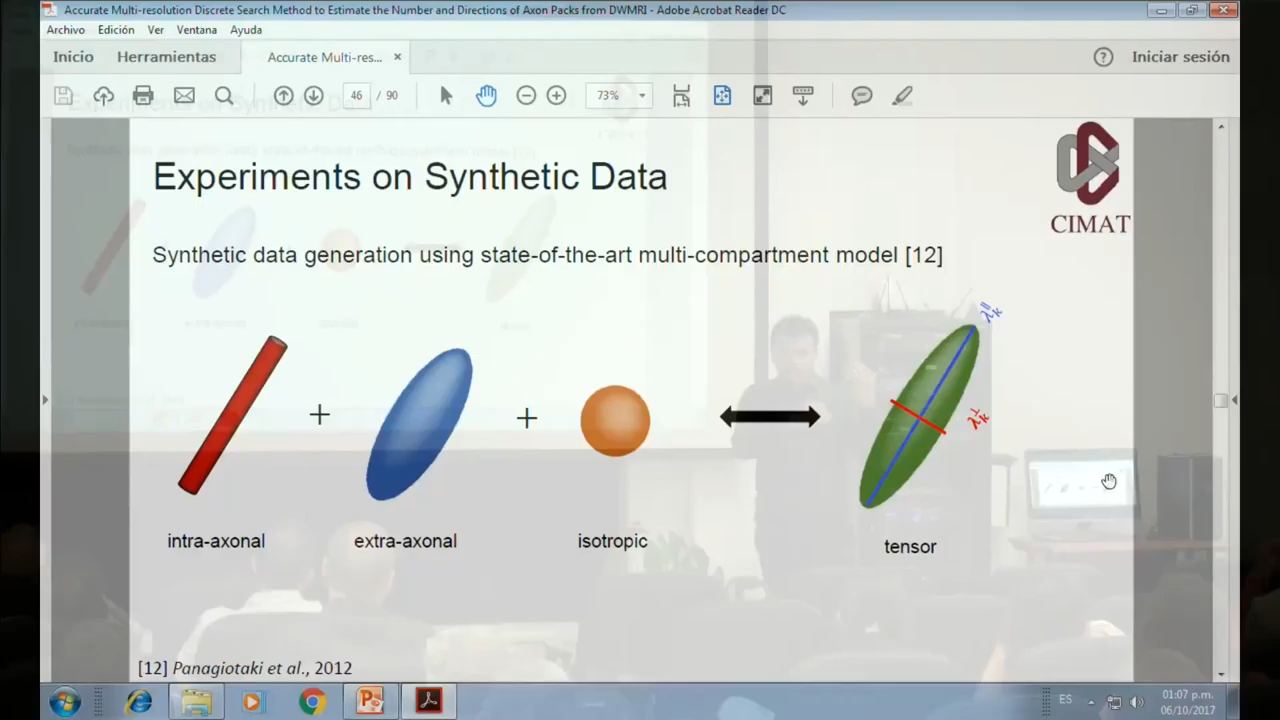 Accurate Multi-resolution Discrete Search Method to Estimate the Number and Directions of Axon Packs from DWMRI - Adobe Acrobat Reader DC
Archivo Edición Ver Ventana Ayuda
Inicio Herramientas Accurate Multi-res... × Iniciar sesión
46 / 90 73%
Experiments on Synthetic Data
CIMAT
Synthetic data generation using state-of-the-art multi-compartment model [12]
λk∥
+ + λk⊥
intra-axonal extra-axonal isotropic tensor
[12] Panagiotaki et al., 2012
ES 01:07 p.m.
06/10/2017